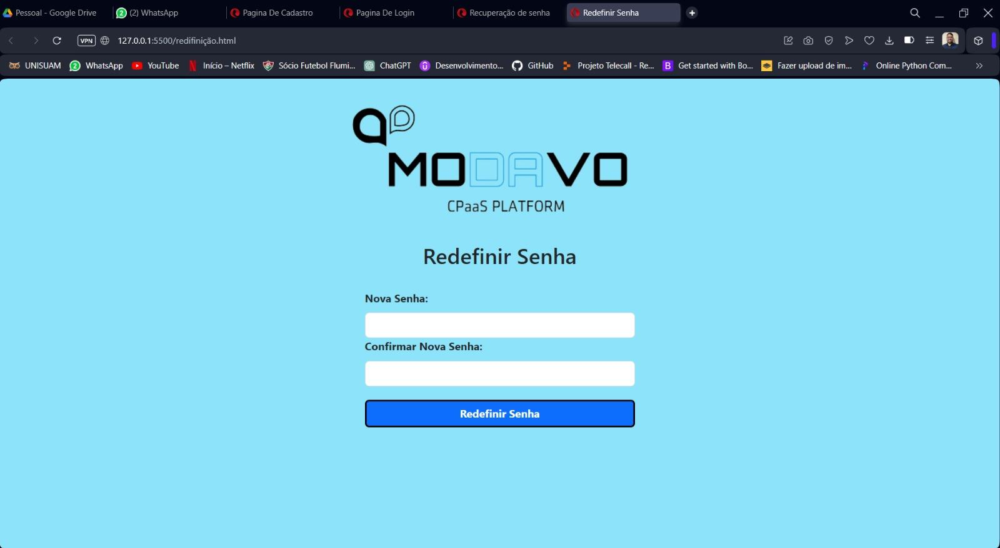 Pessoal - Google Drive
(2) WhatsApp
Pagina De Cadastro
Pagina De Login
Recuperação de senha
Redefinir Senha
VPN
127.0.0.1:5500/redifinição.html
UNISUAM
2
WhatsApp
YouTube
Início – Netflix
Sócio Futebol Flumi...
ChatGPT
Desenvolvimento...
GitHub
Projeto Telecall - Re...
B
Get started with Bo...
Fazer upload de im...
Online Python Com...
MODAVO
CPaaS PLATFORM
Redefinir Senha
Nova Senha:
Confirmar Nova Senha:
Redefinir Senha